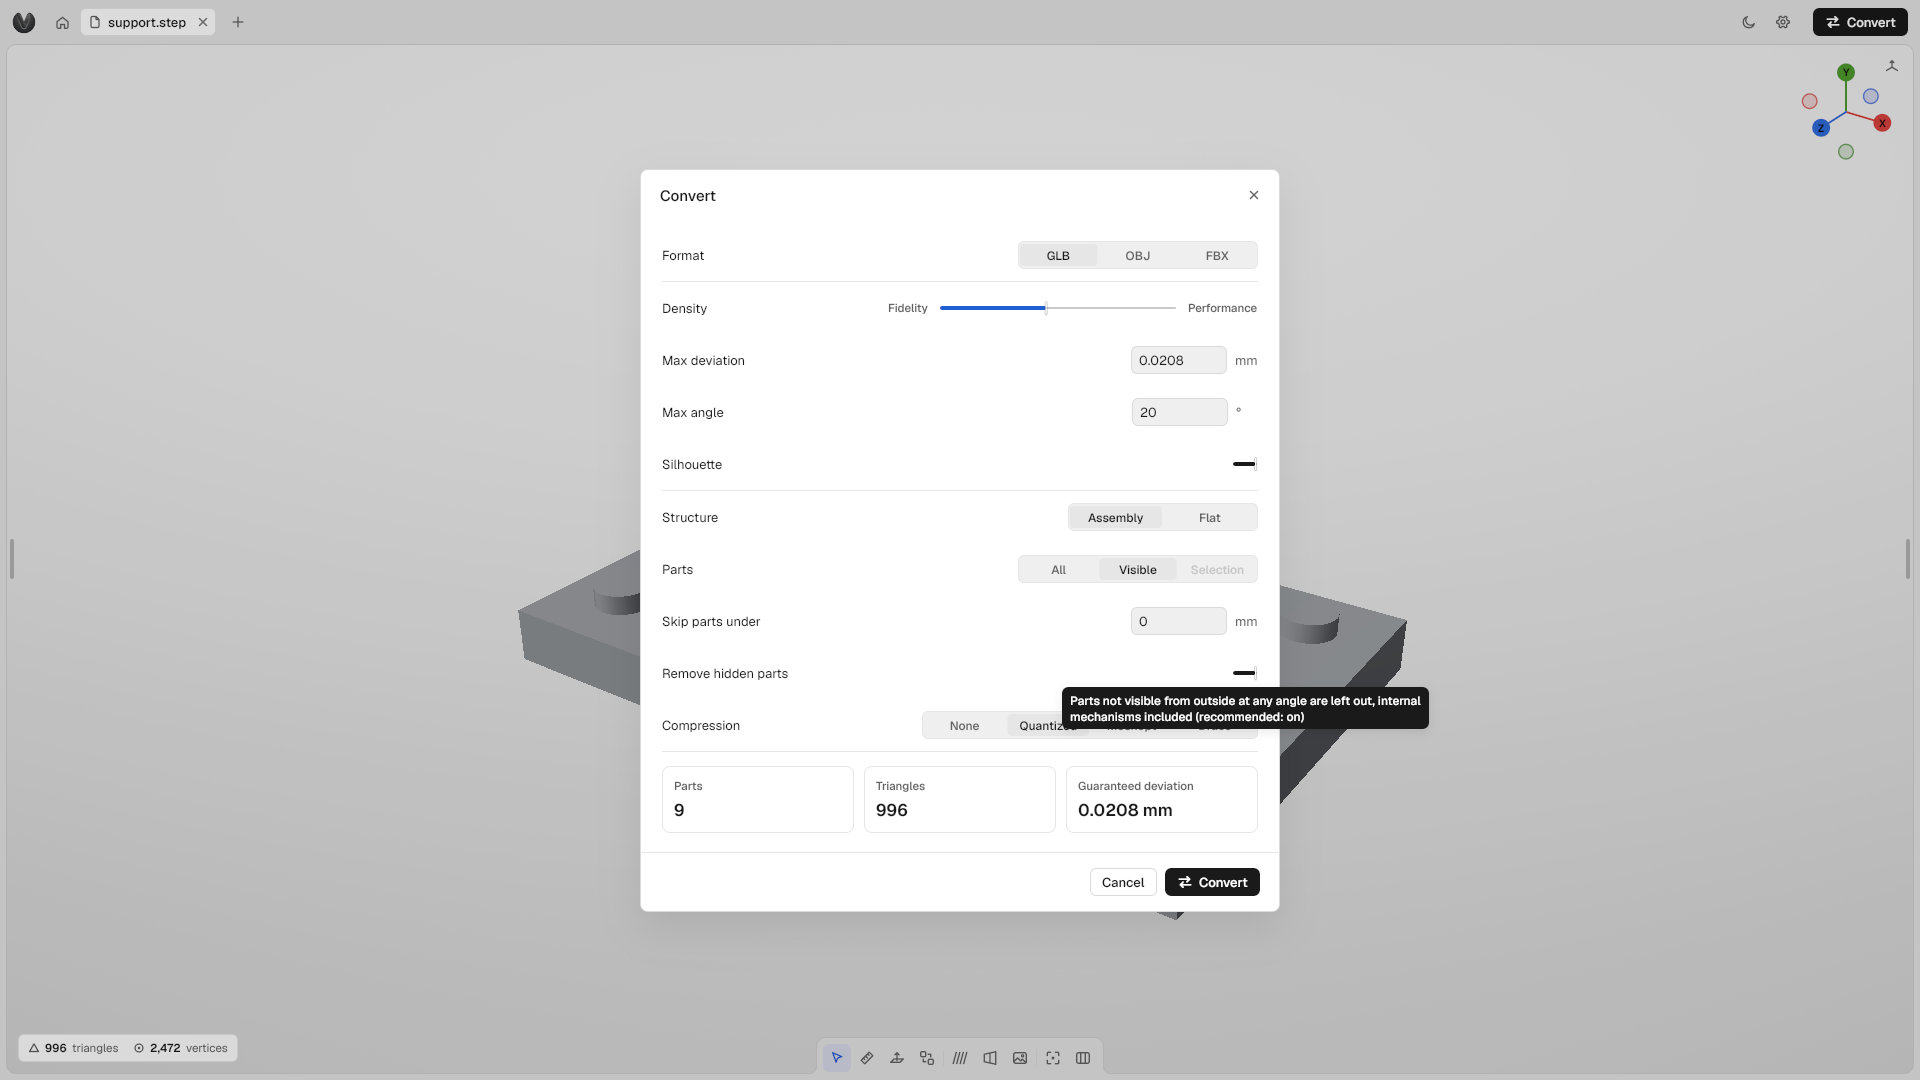 support.step
Convert
Y
X
Z
Convert
Format
GLB
OBJ
FBX
Density
Fidelity
Performance
Max deviation
0.0208
mm
Max angle
20
°
Silhouette
Structure
Assembly
Flat
Parts
All
Visible
Selection
Skip parts under
0
mm
Remove hidden parts
Parts not visible from outside at any angle are left out, internal
mechanisms included (recommended: on)
Compression
None
Quantized
Parts
9
Triangles
996
Guaranteed deviation
0.0208 mm
Cancel
Convert
996 triangles
2,472 vertices